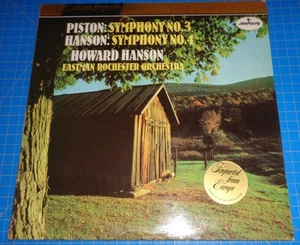 PISTON: SYMPHONY NO. 3
HANSON: SYMPHONY NO. 4
HOWARD HANSON
EASTMAN ROCHESTER ORCHESTRA
Imported
from
Europe